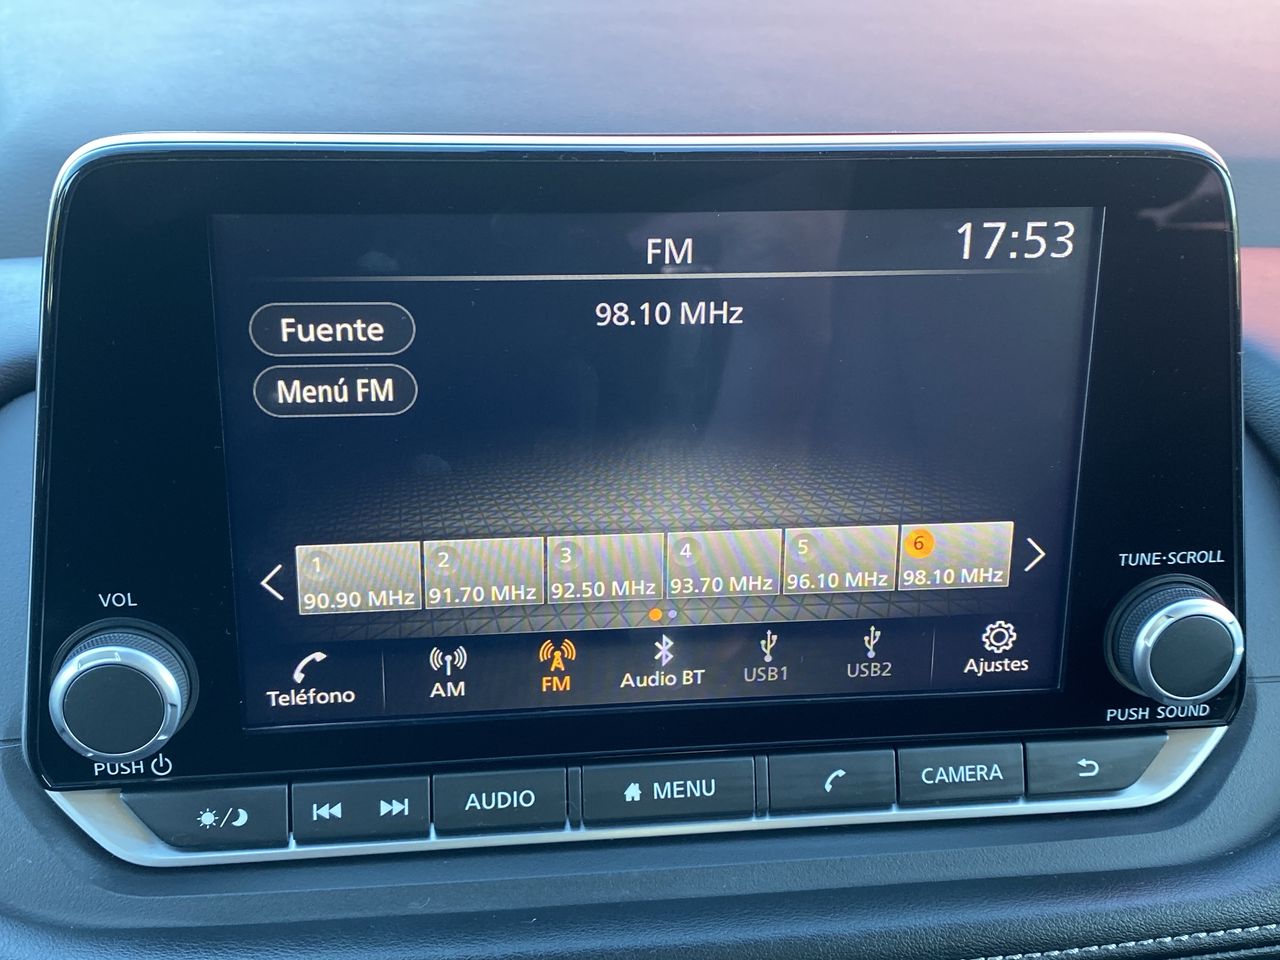 FM
17:53
98.10 MHz
Fuente
Menú FM
1
90.90 MHz
2
91.70 MHz
3
92.50 MHz
4
93.70 MHz
5
96.10 MHz
6
98.10 MHz
TUNE·SCROLL
VOL
Teléfono
AM
FM
Audio BT
USB1
USB2
Ajustes
PUSH
PUSH SOUND
AUDIO
MENU
CAMERA